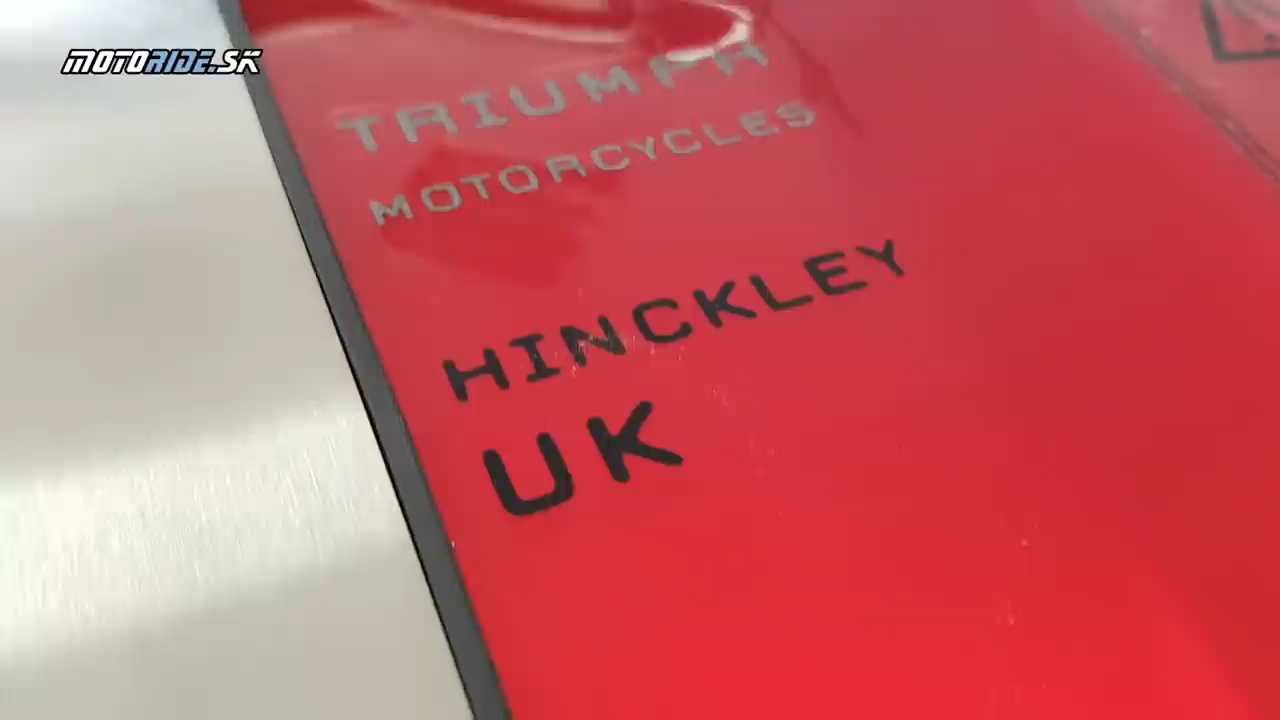 MOTORIDE.SK
TRIUMPH
MOTORCYCLES
HINCKLEY
UK